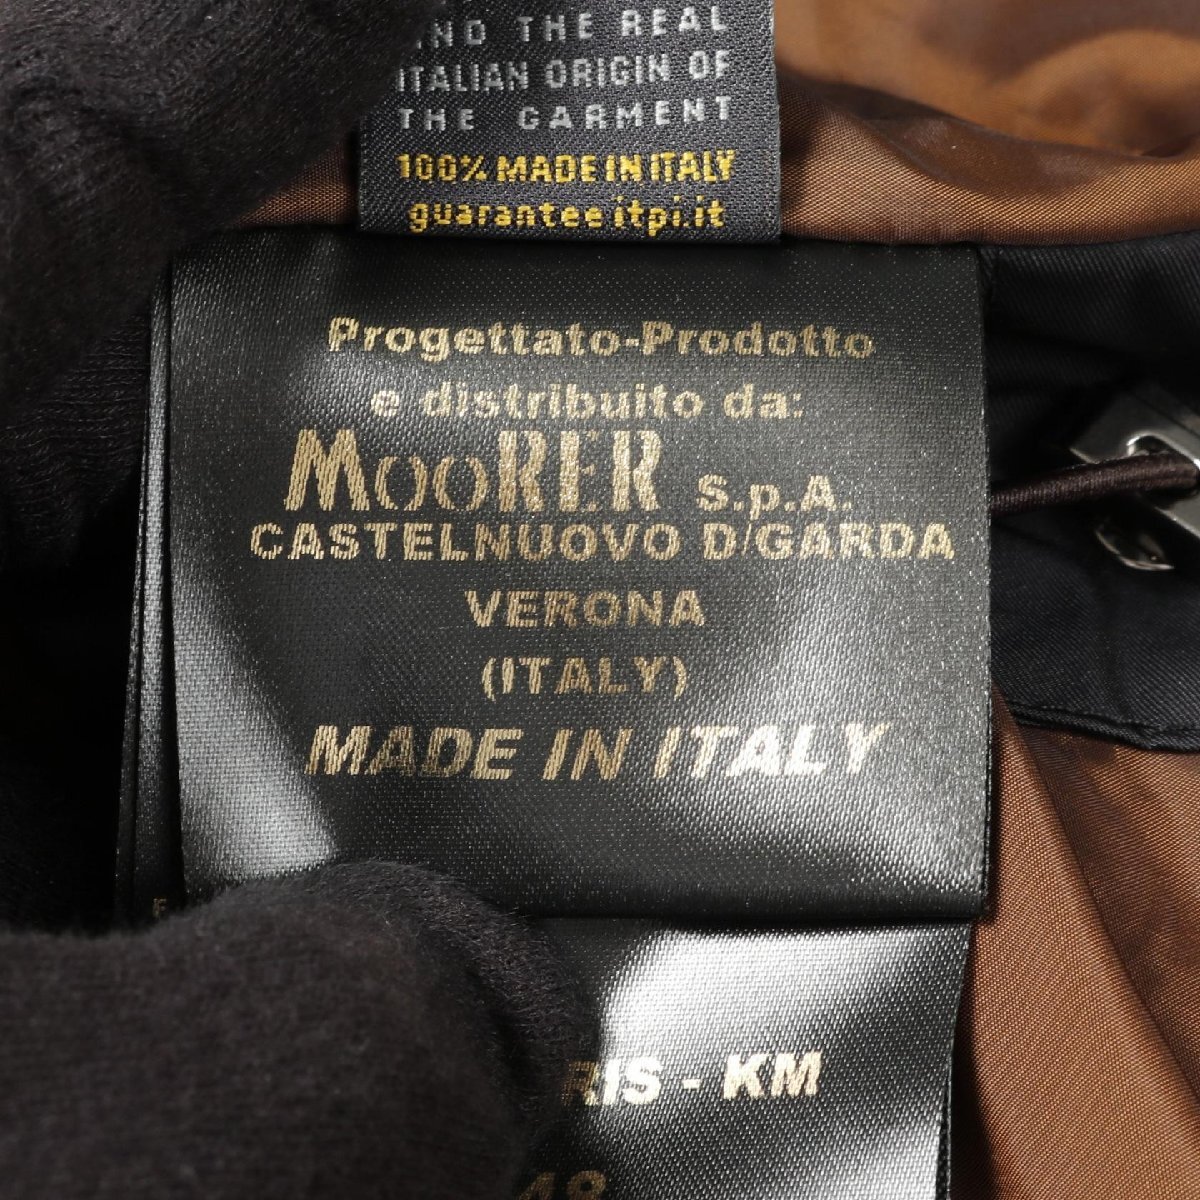 THE REAL
ITALIAN ORIGIN OF
THE GARMENT
100% MADE IN ITALY
guarantee itpi.it
Progettato-Prodotto
e distribuito da:
MOORER S.p.A.
CASTELNUOVO D/GARDA
VERONA
(ITALY)
MADE IN ITALY
RIS - KM
48